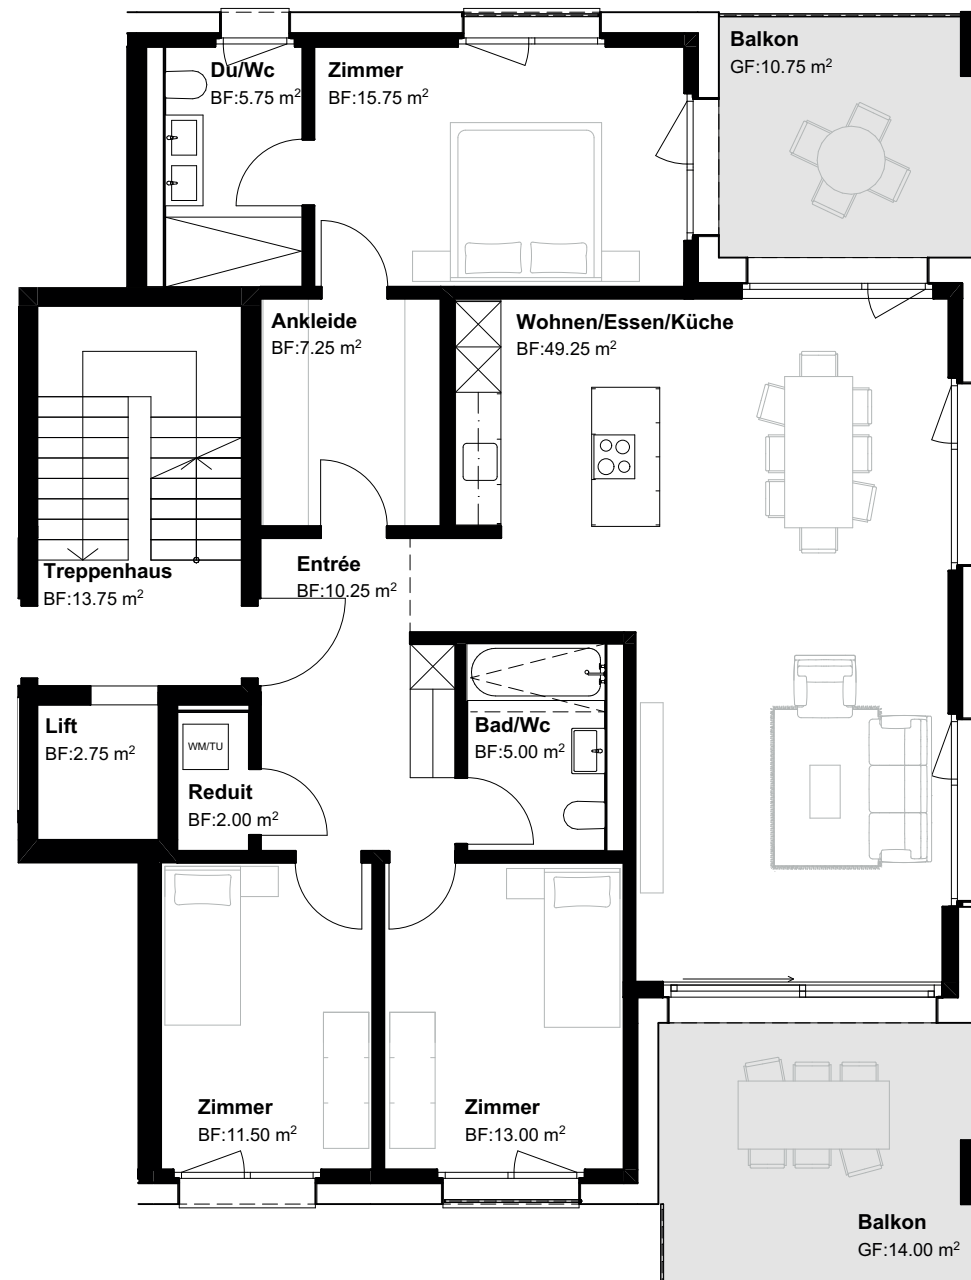 Balkon
GF:10.75 m²
Du/Wc
BF:5.75 m²
Zimmer
BF:15.75 m²
Ankleide
BF:7.25 m²
Wohnen/Essen/Küche
BF:49.25 m²
Entrée
BF:10.25 m²
Treppenhaus
BF:13.75 m²
Lift
BF:2.75 m²
WM/TU
Reduit
BF:2.00 m²
Bad/Wc
BF:5.00 m²
Zimmer
BF:11.50 m²
Zimmer
BF:13.00 m²
Balkon
GF:14.00 m²